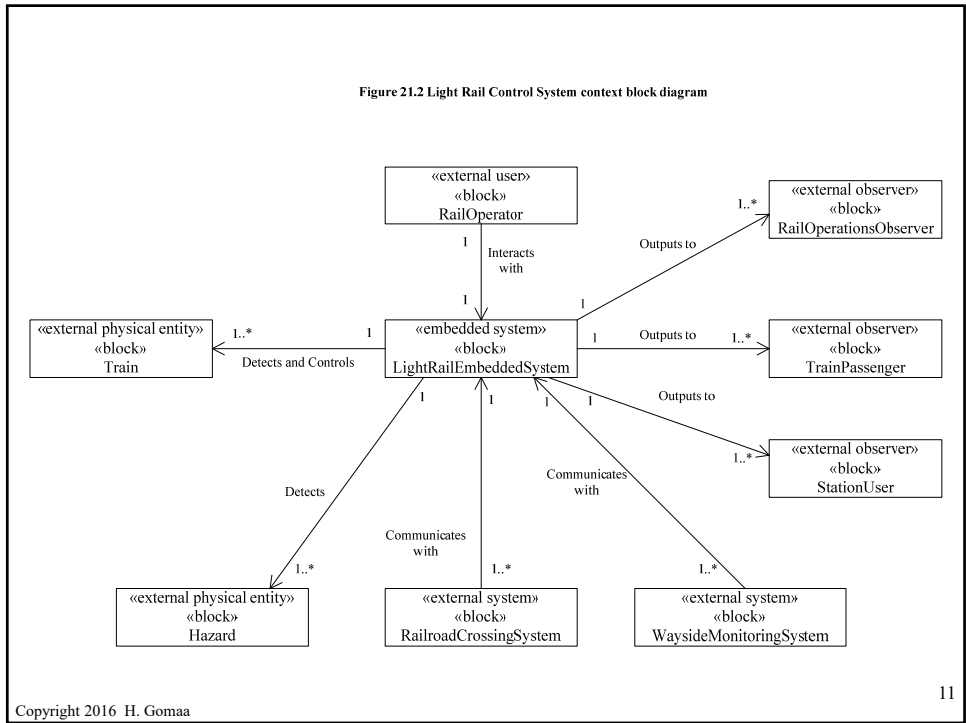 Figure 21.2 Light Rail Control System context block diagram
«external user»
«block»
RailOperator
1
Interacts
with
1
«external observer»
«block»
RailOperationsObserver
1..*
Outputs to
1
«external physical entity»
«block»
Train
1..*
1
Detects and Controls
«embedded system»
«block»
LightRailEmbeddedSystem
1
Outputs to
1..*
«external observer»
«block»
TrainPassenger
1
Outputs to
1..*
«external observer»
«block»
StationUser
1
Detects
1..*
«external physical entity»
«block»
Hazard
1
Communicates
with
1..*
«external system»
«block»
RailroadCrossingSystem
1
Communicates
with
1..*
«external system»
«block»
WaysideMonitoringSystem
Copyright 2016 H. Gomaa
11